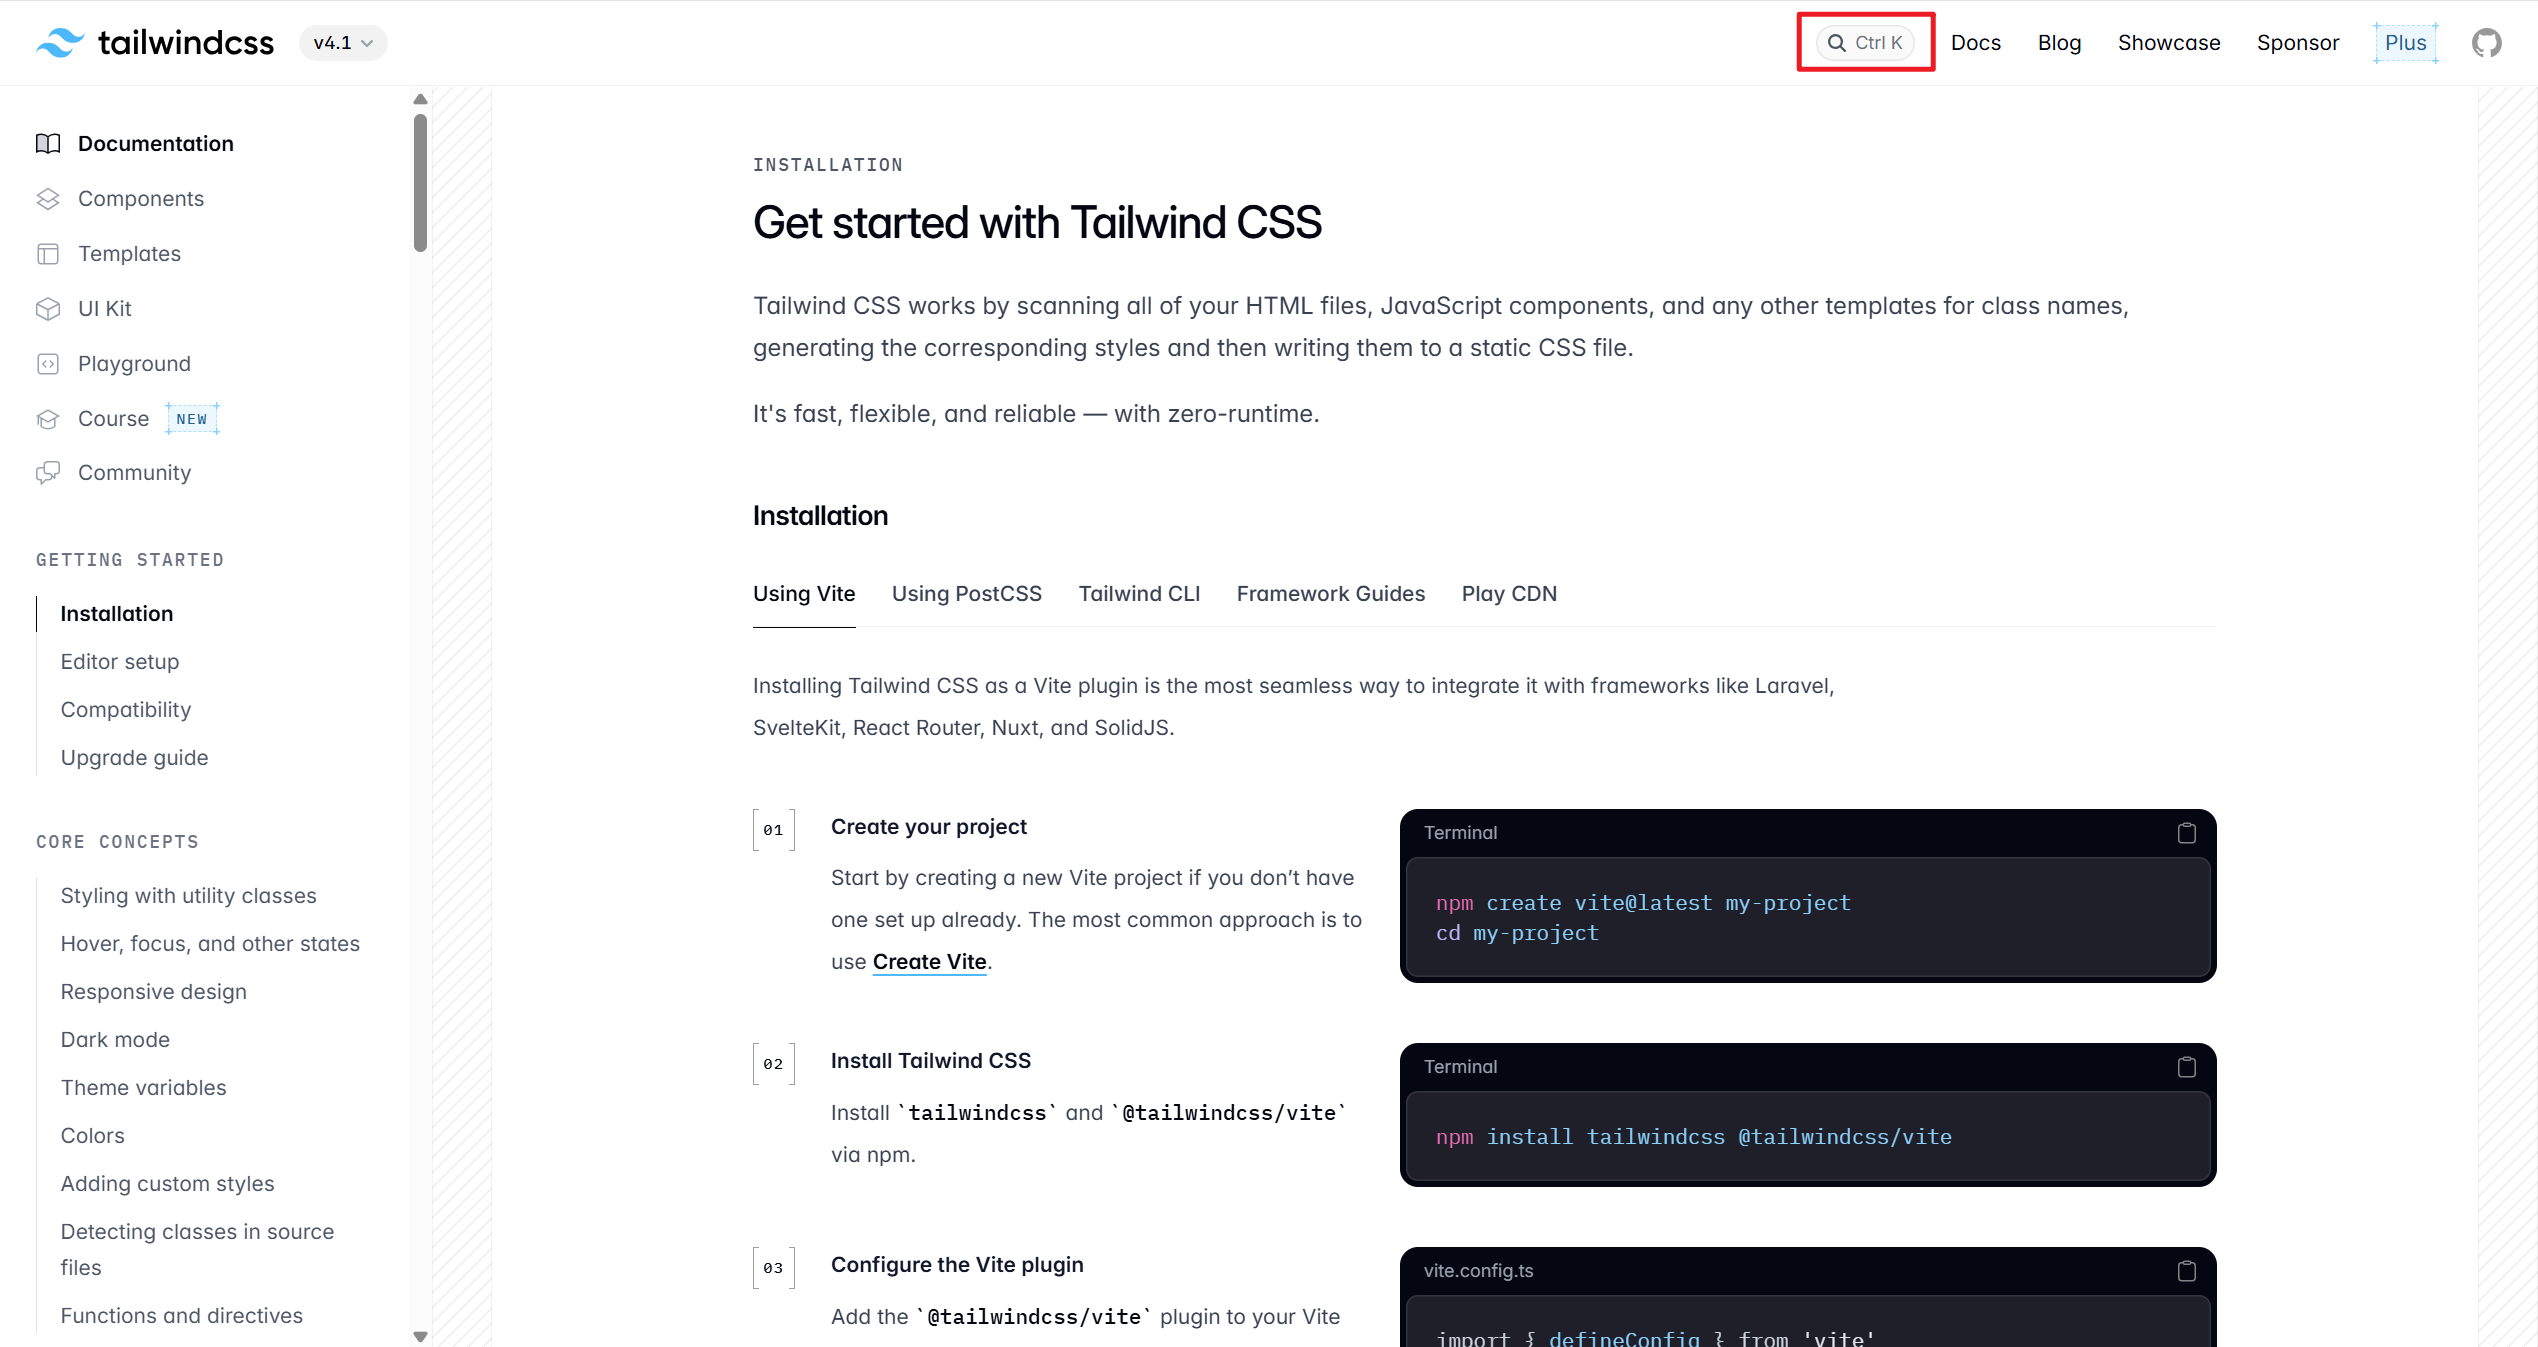 tailwindcss
v4.1
Ctrl K
Docs
Blog
Showcase
Sponsor
Plus
Documentation
Components
Templates
UI Kit
Playground
Course NEW
Community
GETTING STARTED
Installation
Editor setup
Compatibility
Upgrade guide
CORE CONCEPTS
Styling with utility classes
Hover, focus, and other states
Responsive design
Dark mode
Theme variables
Colors
Adding custom styles
Detecting classes in source
files
Functions and directives
INSTALLATION
Get started with Tailwind CSS
Tailwind CSS works by scanning all of your HTML files, JavaScript components, and any other templates for class names,
generating the corresponding styles and then writing them to a static CSS file.
It's fast, flexible, and reliable — with zero-runtime.
Installation
Using Vite
Using PostCSS
Tailwind CLI
Framework Guides
Play CDN
Installing Tailwind CSS as a Vite plugin is the most seamless way to integrate it with frameworks like Laravel,
SvelteKit, React Router, Nuxt, and SolidJS.
01
Create your project
Start by creating a new Vite project if you don’t have
one set up already. The most common approach is to
use Create Vite.
Terminal
npm create vite@latest my-project
cd my-project
02
Install Tailwind CSS
Install `tailwindcss` and `@tailwindcss/vite`
via npm.
Terminal
npm install tailwindcss @tailwindcss/vite
03
Configure the Vite plugin
Add the `@tailwindcss/vite` plugin to your Vite
vite.config.ts
import { defineConfig } from 'vite'